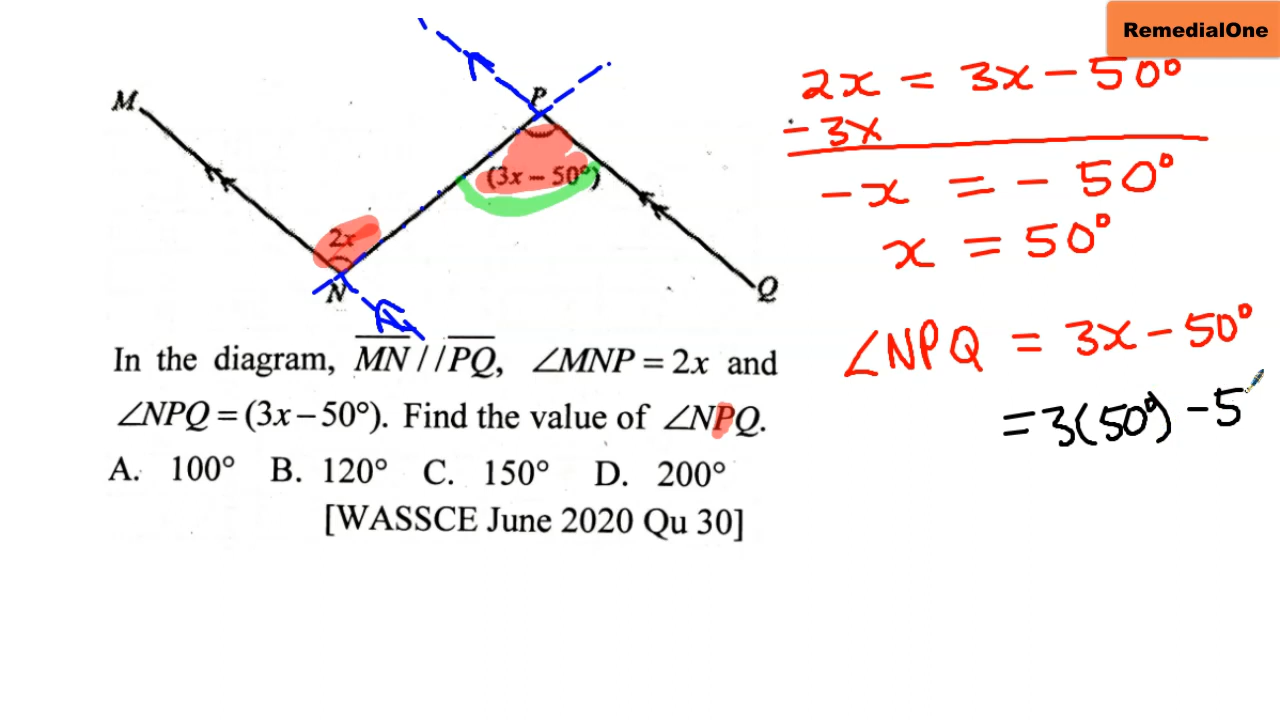 RemedialOne
M
P
(3x – 50°)
2x
N
Q
2x = 3x – 50°
– 3x
–x = – 50°
x = 50°
∠NPQ = 3x – 50°
= 3(50°) – 5
In the diagram, M̅N̅ // P̅Q̅, ∠MNP = 2x and
∠NPQ = (3x – 50°). Find the value of ∠NPQ.
A. 100° B. 120° C. 150° D. 200°
[WASSCE June 2020 Qu 30]